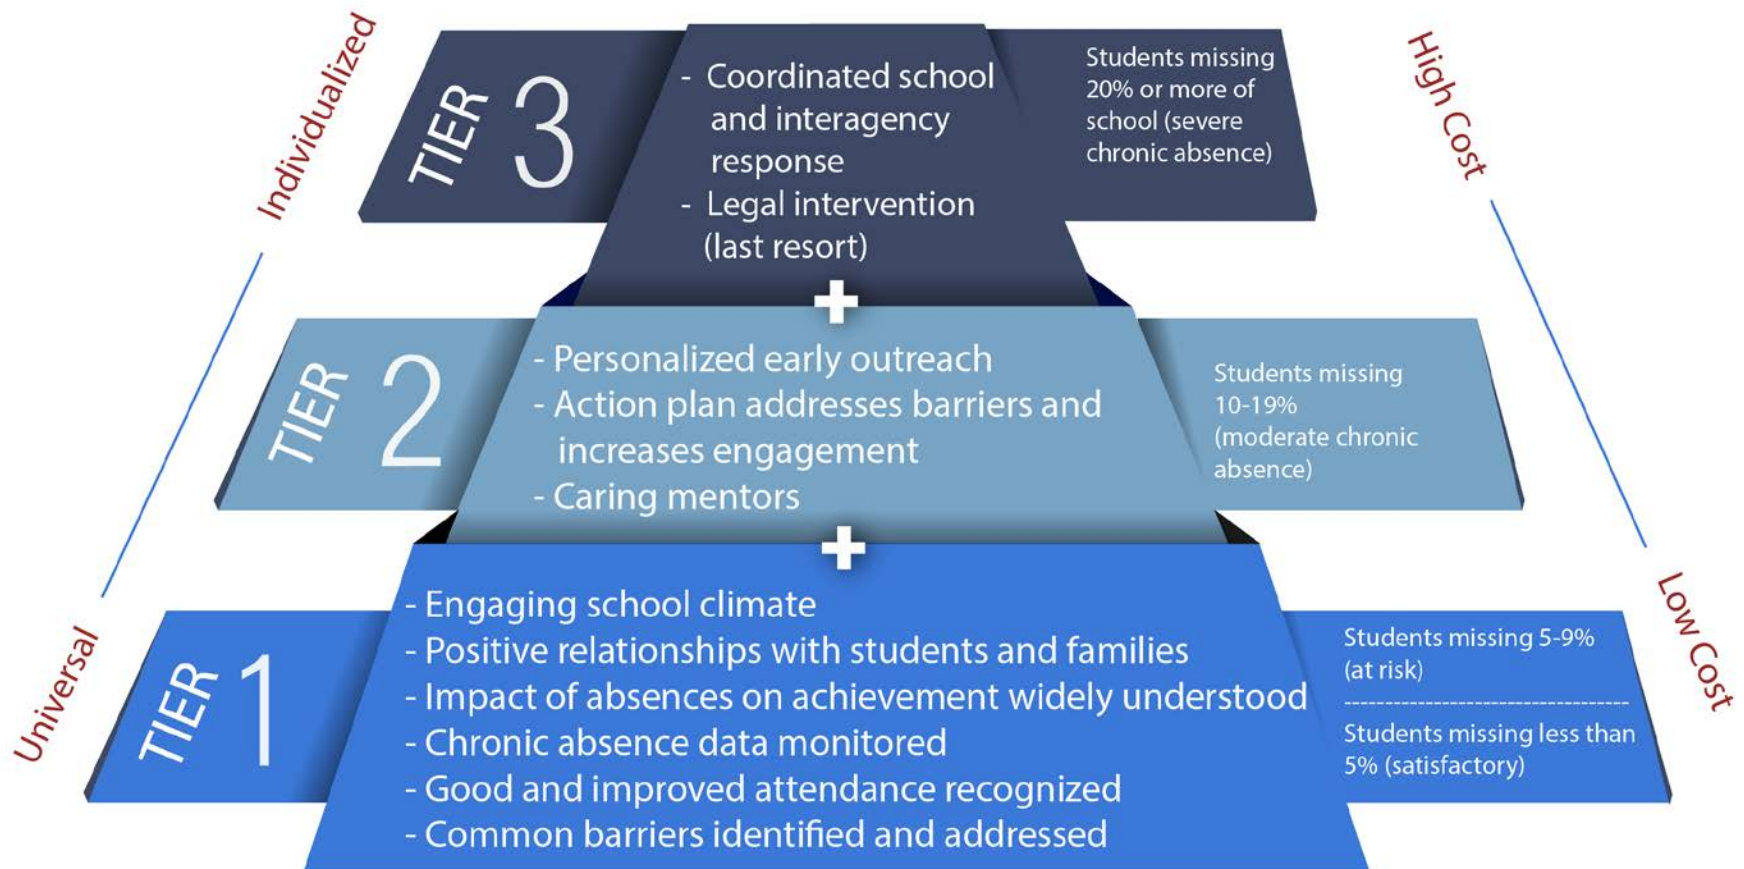 Individualized
TIER 3
- Coordinated school
and interagency
response
- Legal intervention
(last resort)
Students missing
20% or more of
school (severe
chronic absence)
High Cost
TIER 2
- Personalized early outreach
- Action plan addresses barriers and
increases engagement
- Caring mentors
Students missing
10-19%
(moderate chronic
absence)
Universal
TIER 1
- Engaging school climate
- Positive relationships with students and families
- Impact of absences on achievement widely understood
- Chronic absence data monitored
- Good and improved attendance recognized
- Common barriers identified and addressed
Students missing 5-9%
(at risk)
Students missing less than
5% (satisfactory)
Low Cost